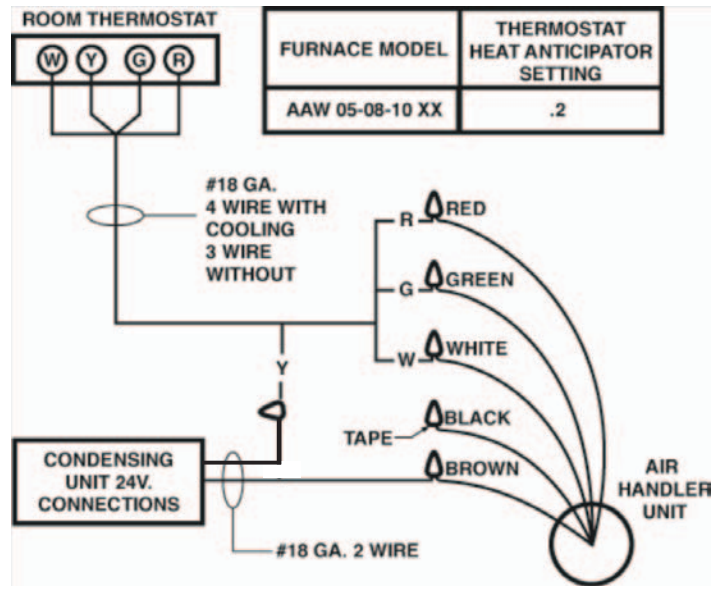 ROOM THERMOSTAT
W Y G R
FURNACE MODEL
THERMOSTAT
HEAT ANTICIPATOR
SETTING
AAW 05-08-10 XX
.2
#18 GA.
4 WIRE WITH
COOLING
3 WIRE
WITHOUT
R RED
G GREEN
W WHITE
Y
TAPE
BLACK
BROWN
CONDENSING
UNIT 24V.
CONNECTIONS
AIR
HANDLER
UNIT
#18 GA. 2 WIRE